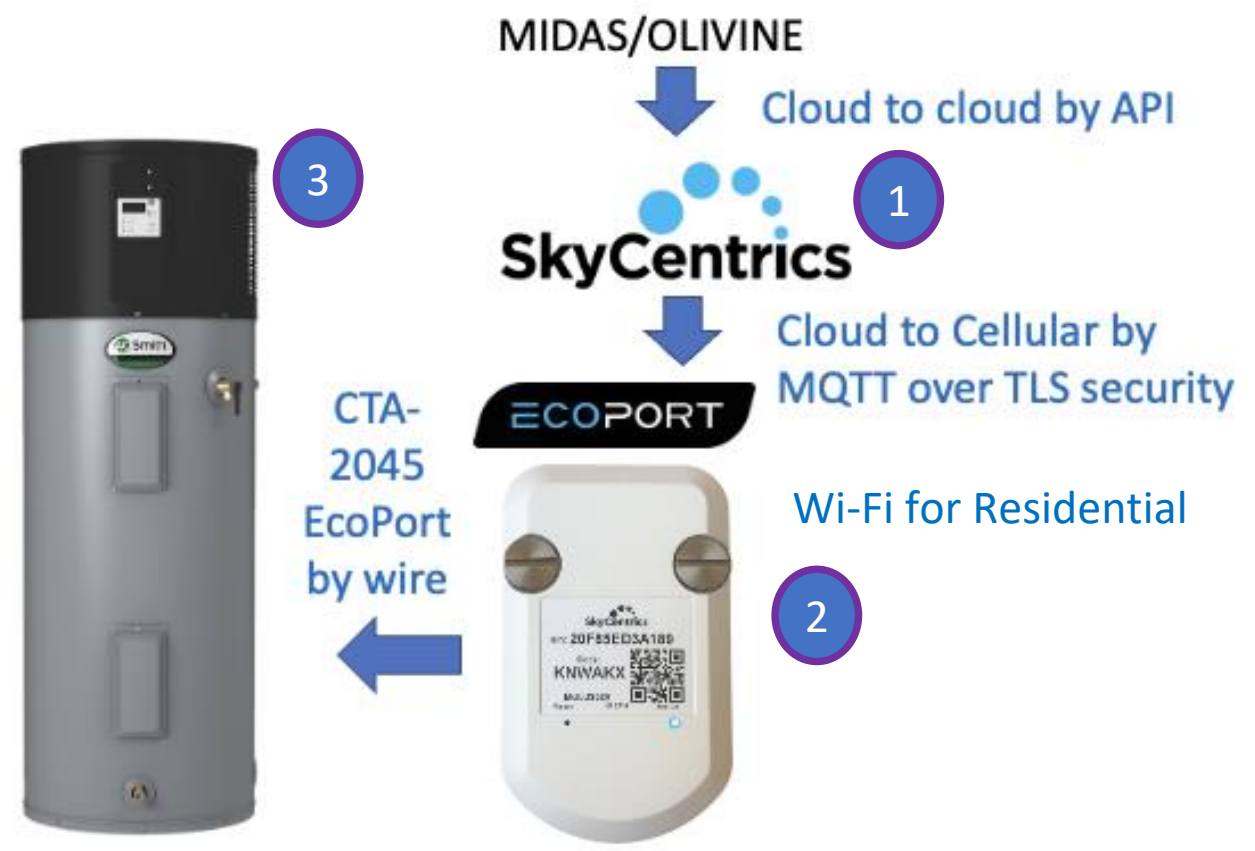 MIDAS/OLIVINE
Cloud to cloud by API
3
1
SkyCentrics
Cloud to Cellular by
MQTT over TLS security
ECOPORT
CTA-
2045
EcoPort
by wire
Wi-Fi for Residential
2
Smith
SkyCentrics
20F85ED3A189
KNWAKX